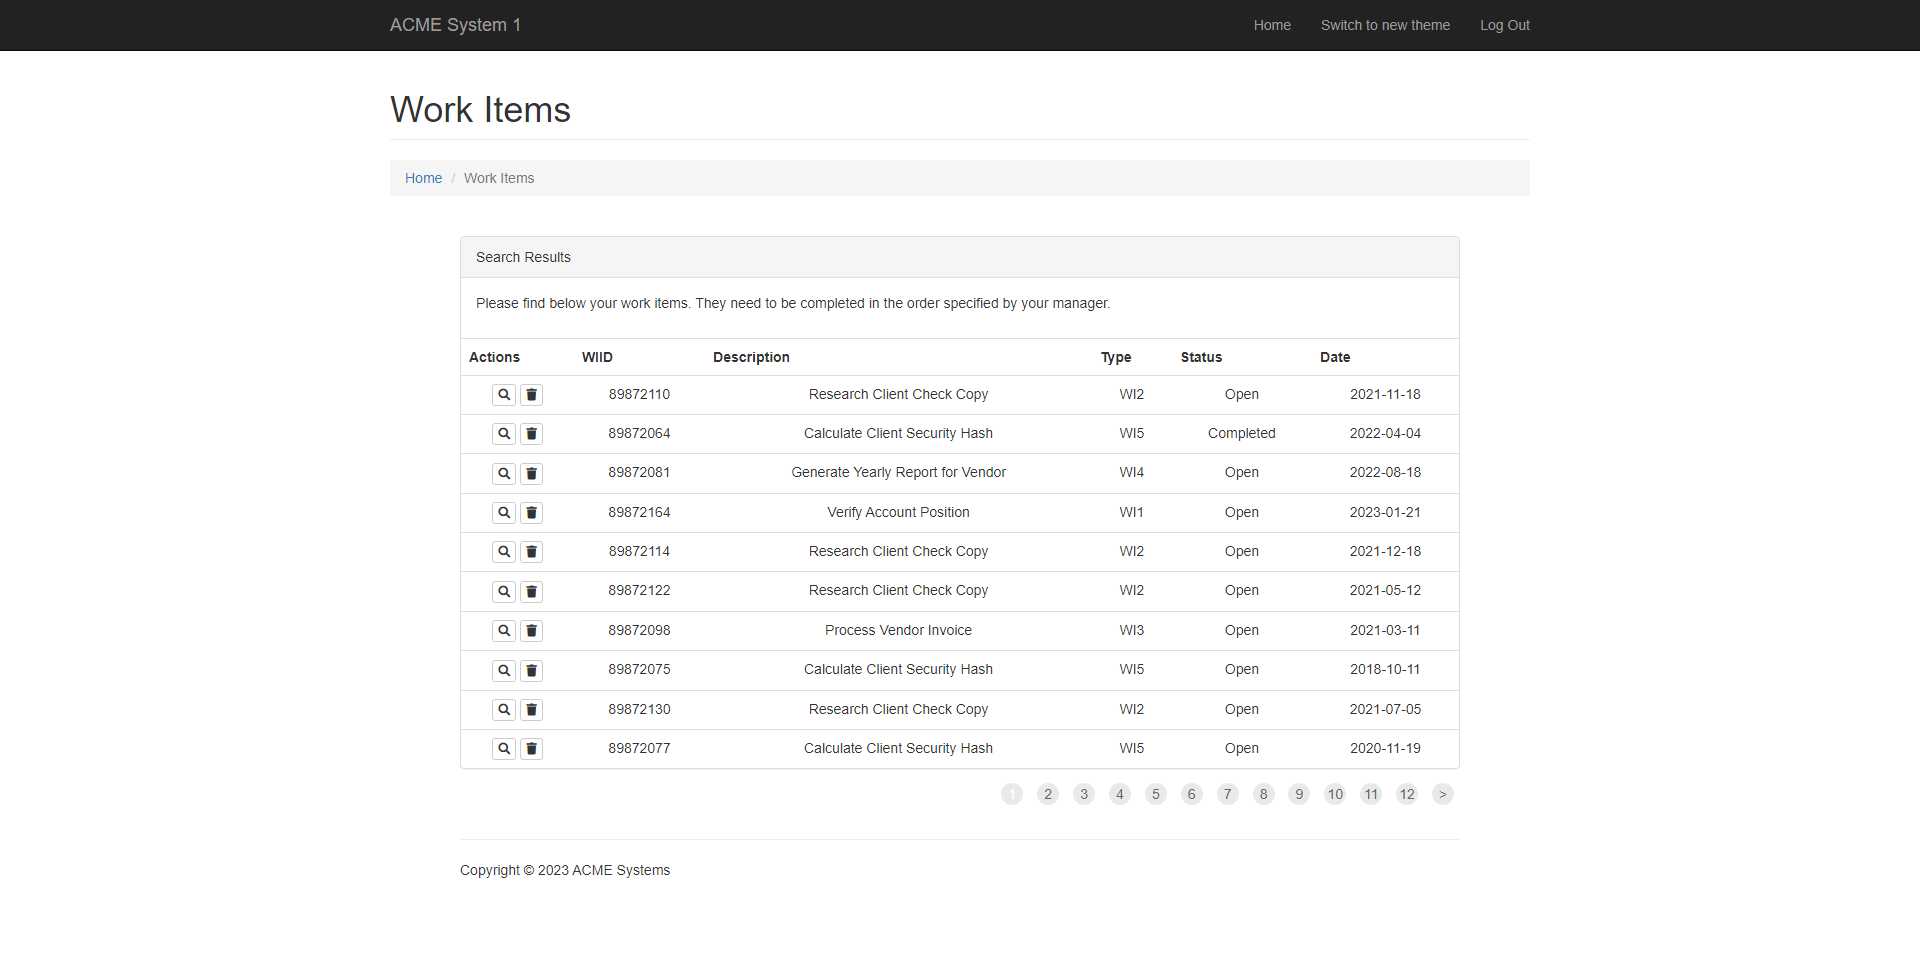 ACME System 1 Home Switch to new theme Log Out
Work Items
Home / Work Items
Search Results
Please find below your work items. They need to be completed in the order specified by your manager.
Actions WIID Description Type Status Date
89872110 Research Client Check Copy WI2 Open 2021-11-18
89872064 Calculate Client Security Hash WI5 Completed 2022-04-04
89872081 Generate Yearly Report for Vendor WI4 Open 2022-08-18
89872164 Verify Account Position WI1 Open 2023-01-21
89872114 Research Client Check Copy WI2 Open 2021-12-18
89872122 Research Client Check Copy WI2 Open 2021-05-12
89872098 Process Vendor Invoice WI3 Open 2021-03-11
89872075 Calculate Client Security Hash WI5 Open 2018-10-11
89872130 Research Client Check Copy WI2 Open 2021-07-05
89872077 Calculate Client Security Hash WI5 Open 2020-11-19
1 2 3 4 5 6 7 8 9 10 11 12 >
Copyright © 2023 ACME Systems